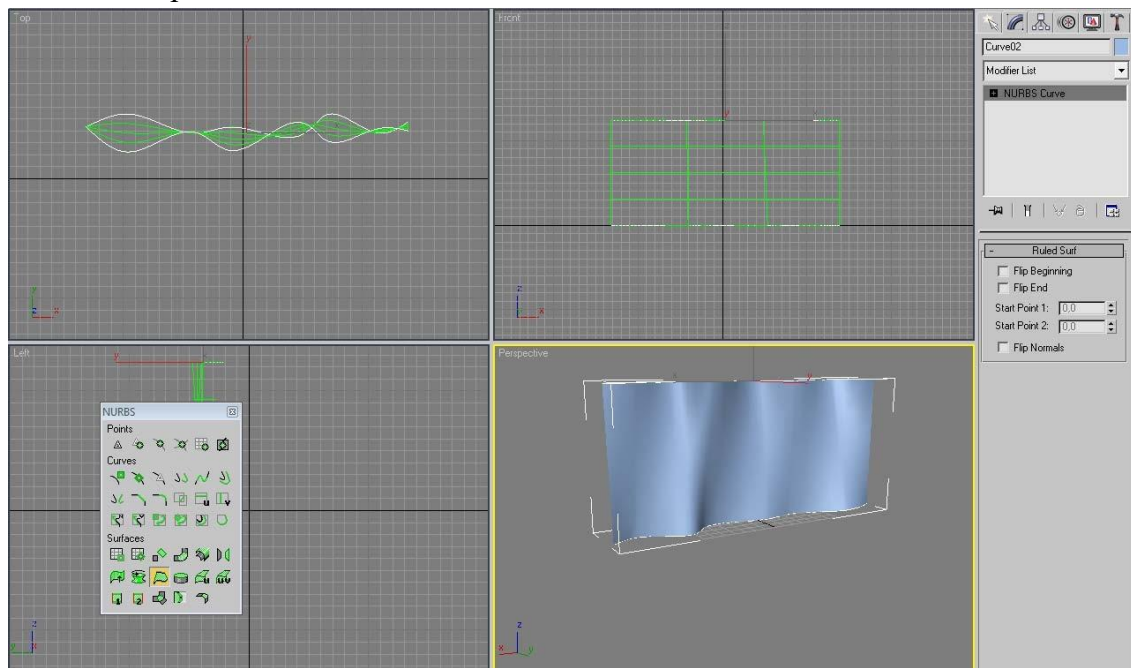 Top
Front
Curve02
Modifier List
NURBS Curve
Ruled Surf
Flip Beginning
Flip End
Start Point 1: 0,0
Start Point 2: 0,0
Flip Normals
Left
Perspective
NURBS
Points
Curves
Surfaces
y
y
z
x
z
x
y
y
z
y
x
z
x
y